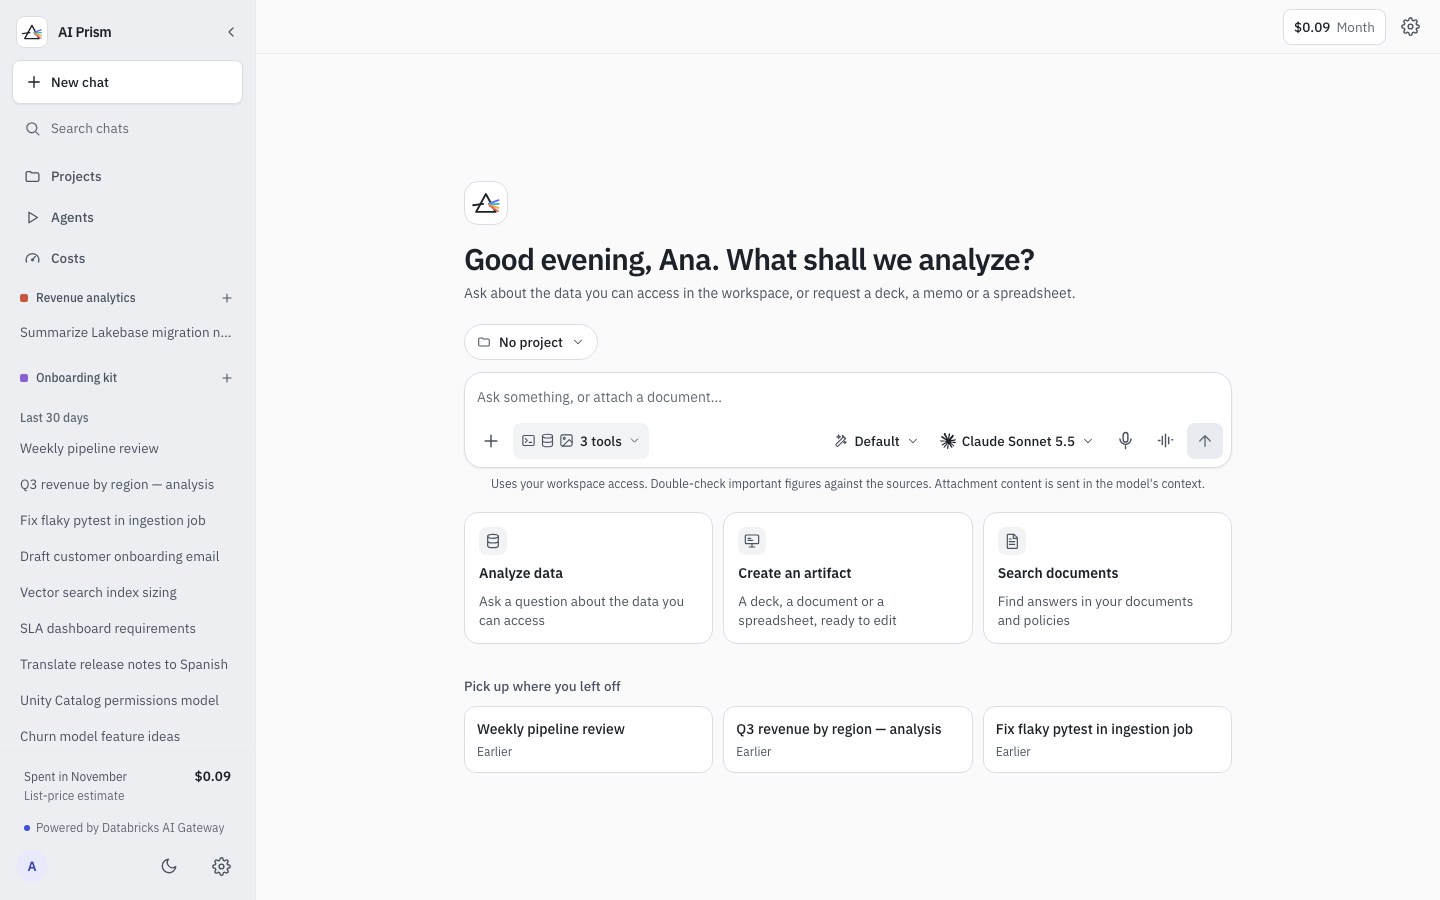 AI Prism
New chat
Search chats
Projects
Agents
Costs
Revenue analytics
Summarize Lakebase migration n...
Onboarding kit
Last 30 days
Weekly pipeline review
Q3 revenue by region — analysis
Fix flaky pytest in ingestion job
Draft customer onboarding email
Vector search index sizing
SLA dashboard requirements
Translate release notes to Spanish
Unity Catalog permissions model
Churn model feature ideas
Spent in November $0.09
List-price estimate
Powered by Databricks AI Gateway
A
$0.09 Month
Good evening, Ana. What shall we analyze?
Ask about the data you can access in the workspace, or request a deck, a memo or a spreadsheet.
No project
Ask something, or attach a document...
3 tools Default Claude Sonnet 5.5
Uses your workspace access. Double-check important figures against the sources. Attachment content is sent in the model's context.
Analyze data
Ask a question about the data you
can access
Create an artifact
A deck, a document or a
spreadsheet, ready to edit
Search documents
Find answers in your documents
and policies
Pick up where you left off
Weekly pipeline review
Earlier
Q3 revenue by region — analysis
Earlier
Fix flaky pytest in ingestion job
Earlier